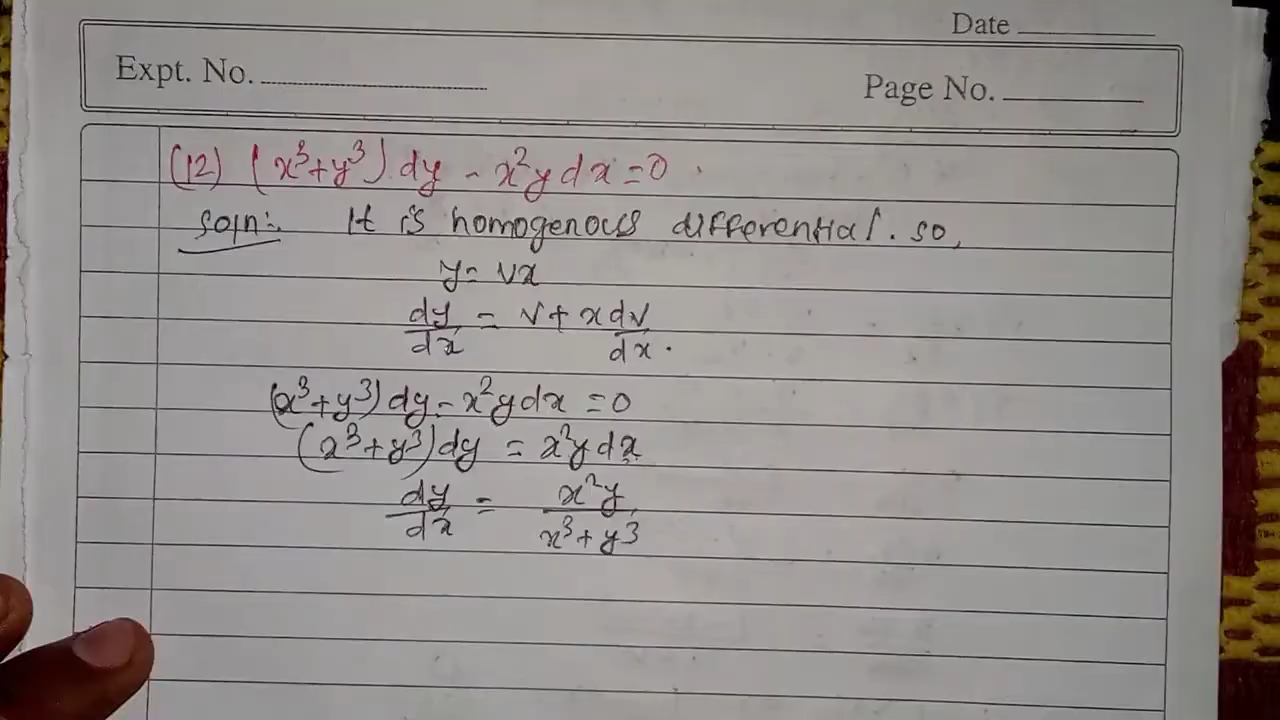 Date
Expt. No.
Page No.
(12) (x³+y³) dy - x²y dx = 0.
Soln:. It is homogenous differential. so,
y = vx
dy/dx = v + x dv/dx.
(x³+y³) dy - x²y dx = 0
(x³+y³) dy = x²y dx
dy/dx = x²y/x³+y³